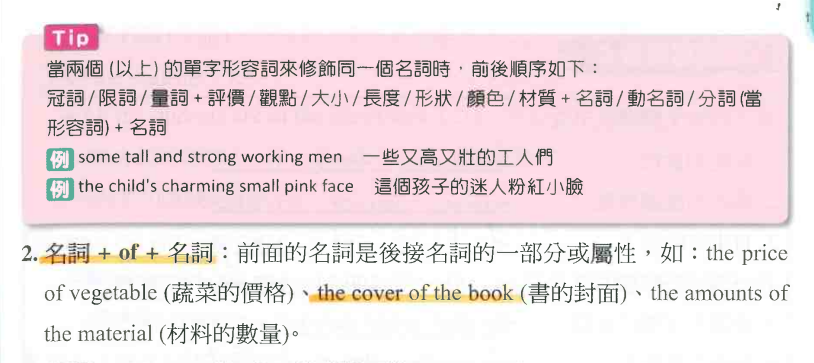 Tip
當兩個 (以上) 的單字形容詞來修飾同一個名詞時，前後順序如下：
冠詞 / 限詞 / 量詞 + 評價 / 觀點 / 大小 / 長度 / 形狀 / 顏色 / 材質 + 名詞 / 動名詞 / 分詞 (當
形容詞) + 名詞
例 some tall and strong working men 一些又高又壯的工人們
例 the child's charming small pink face 這個孩子的迷人粉紅小臉
2. 名詞 + of + 名詞：前面的名詞是後接名詞的一部分或屬性，如：the price
of vegetable (蔬菜的價格)、the cover of the book (書的封面)、the amounts of
the material (材料的數量)。